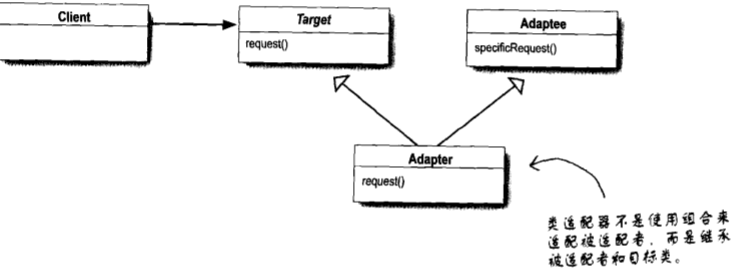 Client
Target
request()
Adaptee
specificRequest()
Adapter
request()
类适配器不是使用组合来
适配被适配者，而是继承
被适配者和目标类。